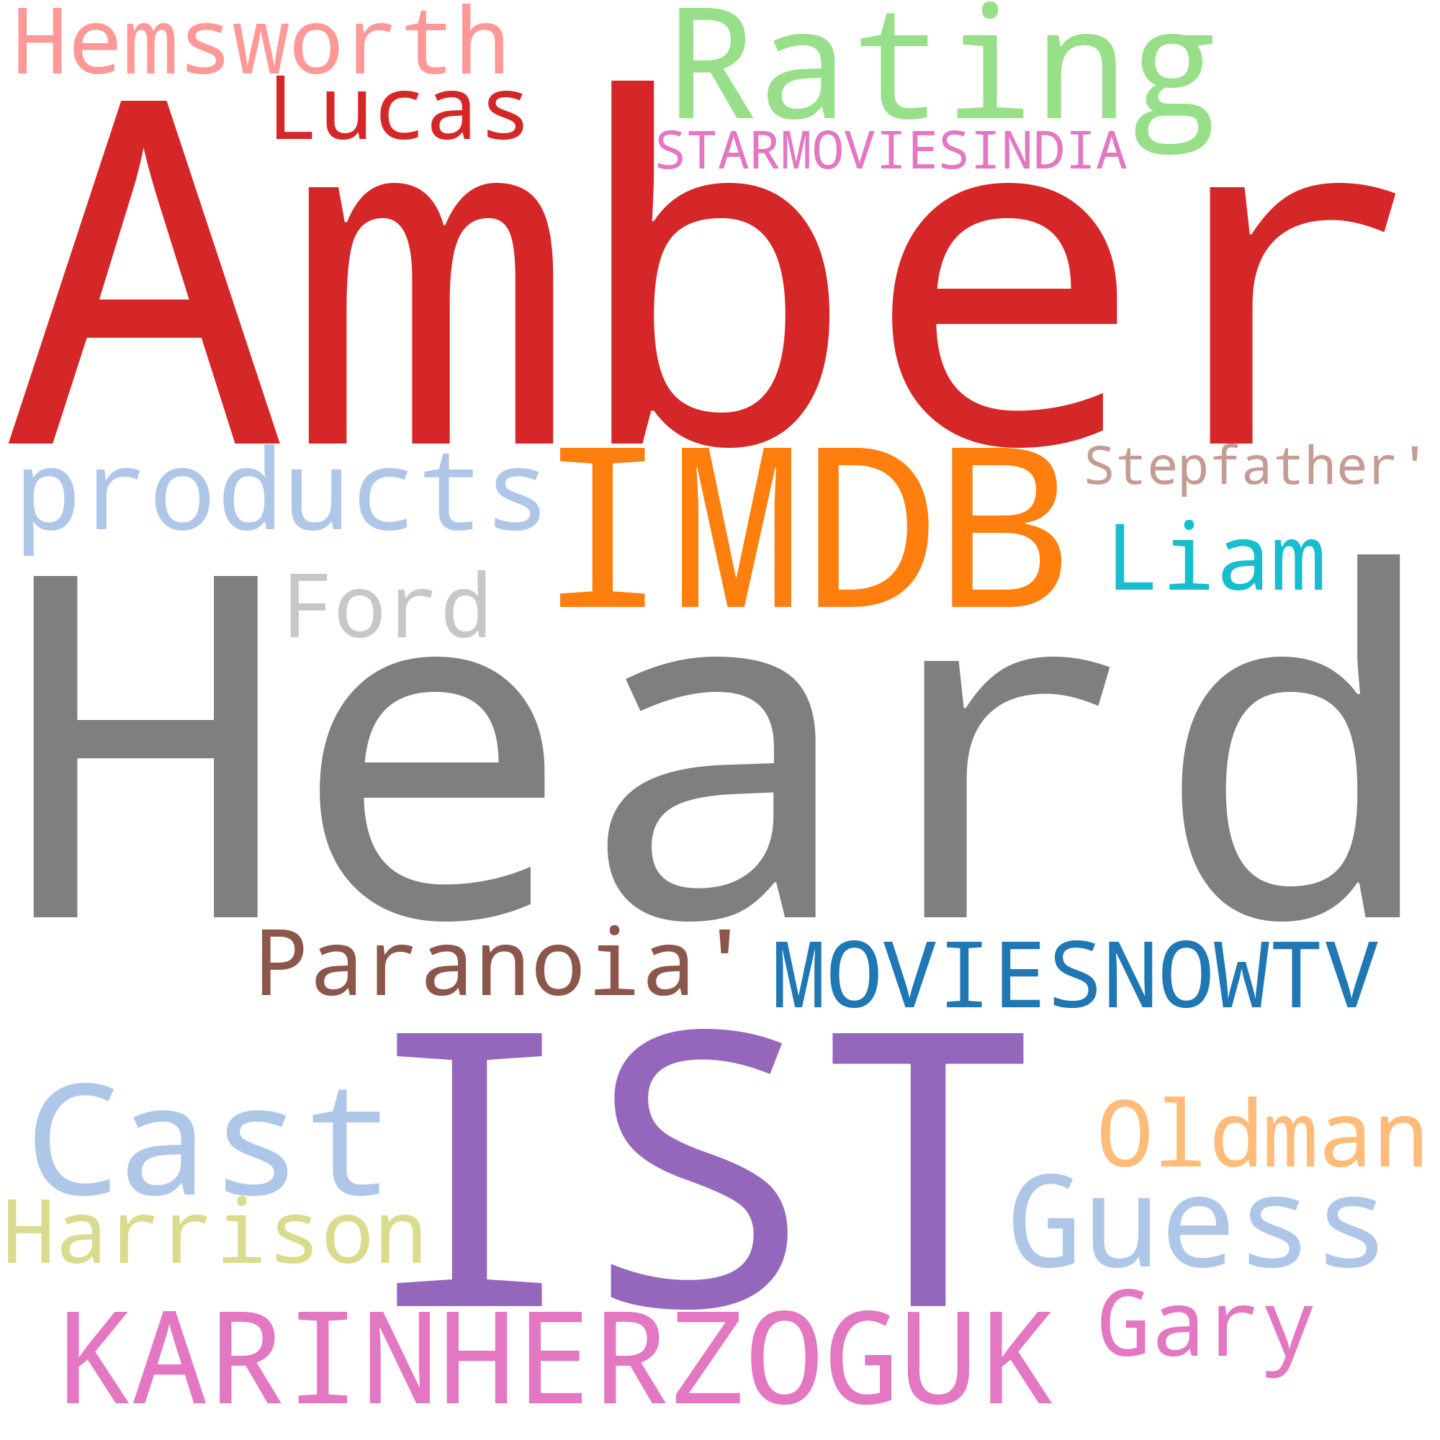 Hemsworth
Rating
Lucas
STARMOVIESINDIA
Amber
products
IMDB
Stepfather'
Liam
Ford
Heard
Paranoia'
MOVIESNOWTV
IST
Cast
Oldman
Harrison
Guess
KARINHERZOGUK
Gary